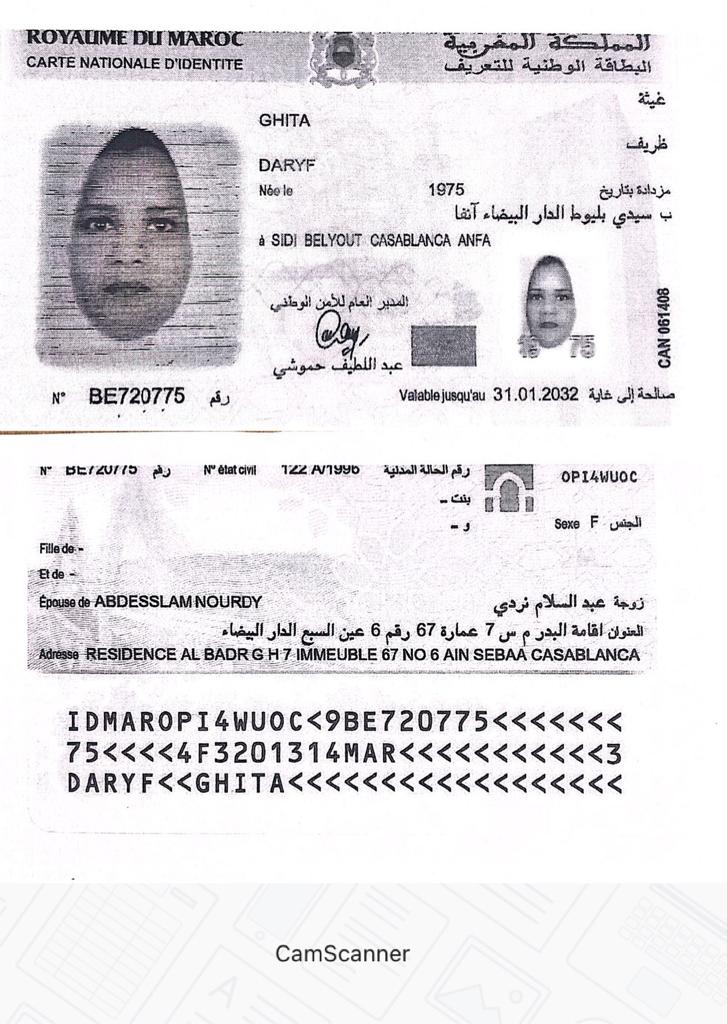 ROYAUME DU MAROC
المملكة المغربية
CARTE NATIONALE D'IDENTITE
البطاقة الوطنية للتعريف
غيثة
GHITA
ظريف
DARYF
Née le 1975 مزدادة بتاريخ
ب سيدي بليوط الدار البيضاء آنفا
à SIDI BELYOUT CASABLANCA ANFA
المدير العام للأمن الوطني
عبد اللطيف حموشي
19 75
CAN 061408
N° BE720775 رقم
Valable jusqu'au 31.01.2032 صالحة إلى غاية
N° BE720775 رقم
N° état civil 122 A/1996 رقم الحالة المدنية
OPI4WUOC
بنت -
Sexe F الجنس
و -
Fille de -
Et de -
Épouse de ABDESSLAM NOURDY
زوجة عبد السلام نردي
العنوان اقامة البدر م س 7 عمارة 67 رقم 6 عين السبع الدار البيضاء
Adresse RESIDENCE AL BADR G H 7 IMMEUBLE 67 NO 6 AIN SEBAA CASABLANCA
IDMAROPI4WUOC<9BE720775<<<<<<<
75<<<<4F3201314MAR<<<<<<<<<<<3
DARYF<<GHITA<<<<<<<<<<<<<<<<<<
CamScanner